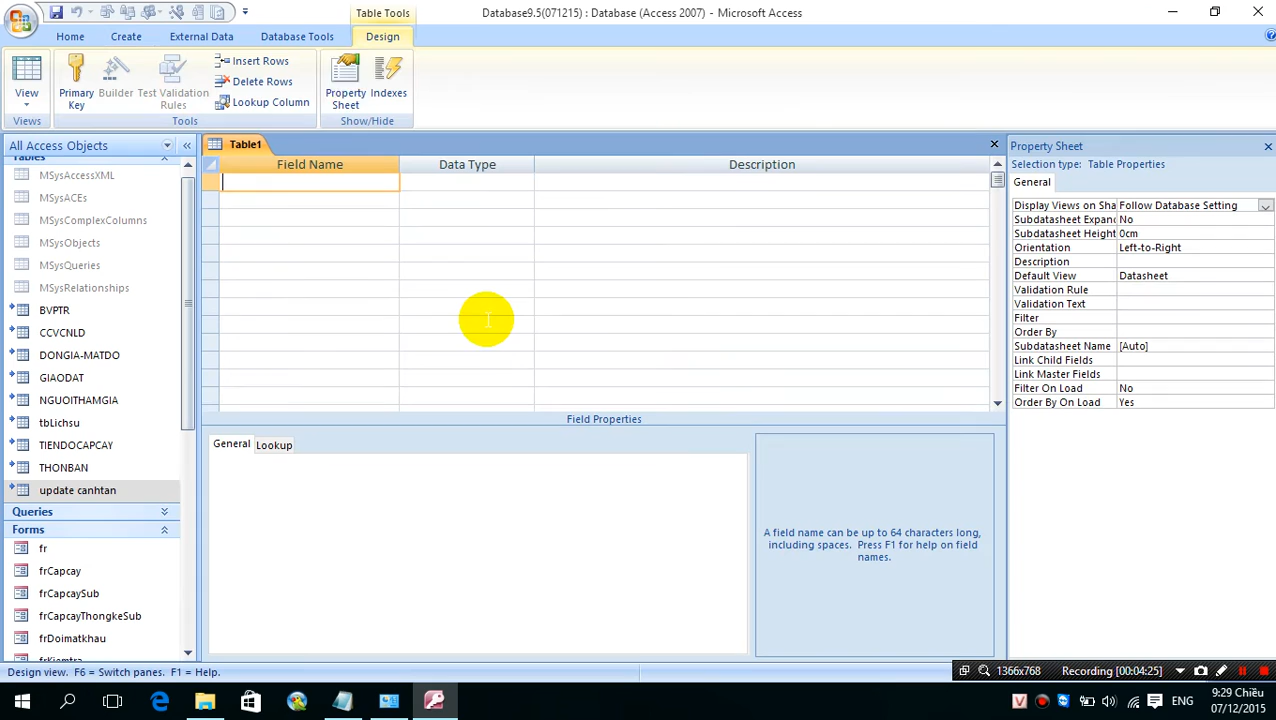 Table Tools
Database9.5(071215) : Database (Access 2007) - Microsoft Access
Home
Create
External Data
Database Tools
Design
View
Primary Key
Builder
Test Validation Rules
Insert Rows
Delete Rows
Lookup Column
Property Sheet
Indexes
Views
Tools
Show/Hide
All Access Objects
Tables
MSysAccessXML
MSysACEs
MSysComplexColumns
MSysObjects
MSysQueries
MSysRelationships
BVPTR
CCVCNLD
DONGIA-MATDO
GIAODAT
NGUOITHAMGIA
tbLichsu
TIENDOCAPCAY
THONBAN
update canhtan
Queries
Forms
fr
frCapcay
frCapcaySub
frCapcayThongke​Sub
frDoimatkhau
frKiemtra
Table1
Field Name
Data Type
Description
Field Properties
General
Lookup
A field name can be up to 64 characters long,
including spaces. Press F1 for help on field
names.
Property Sheet
Selection type: Table Properties
General
Display Views on Sha Follow Database Setting
Subdatasheet Expan No
Subdatasheet Height 0cm
Orientation Left-to-Right
Description
Default View Datasheet
Validation Rule
Validation Text
Filter
Order By
Subdatasheet Name [Auto]
Link Child Fields
Link Master Fields
Filter On Load No
Order By On Load Yes
Design view. F6 = Switch panes. F1 = Help.
1366x768
Recording [00:04:25]
V
ENG
9:29 Chiều
07/12/2015